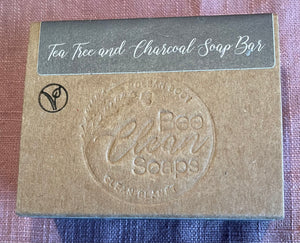 Tea Tree and Charcoal Soap Bar
Bee
Clean
Soaps